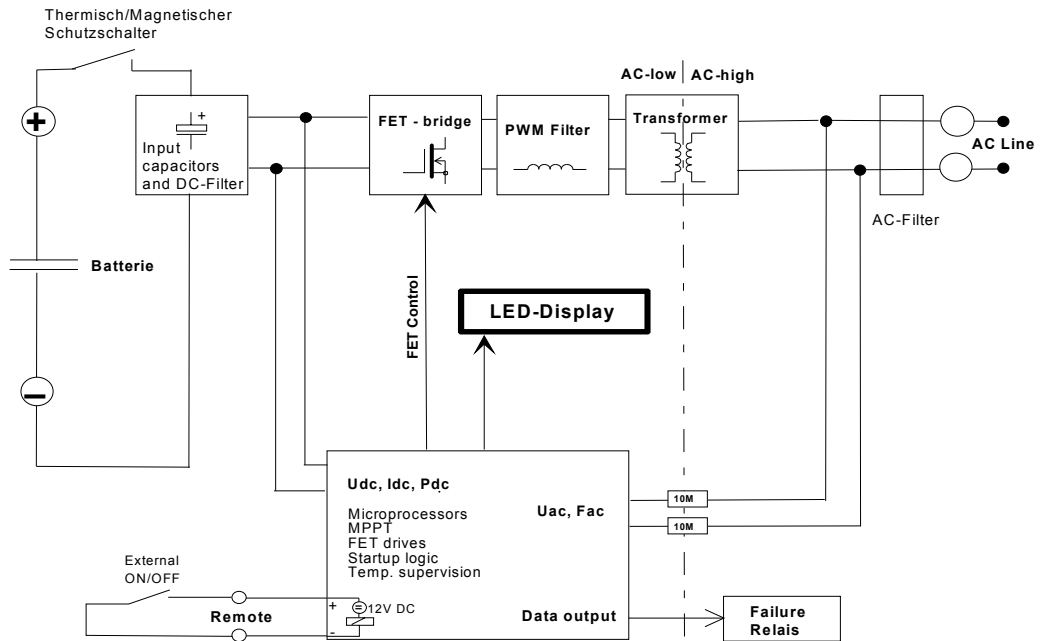 Thermisch/Magnetischer
Schutzschalter
AC-low
AC-high
+
+
Input
capacitors
and DC-Filter
FET - bridge
PWM Filter
Transformer
AC Line
AC-Filter
Batterie
FET Control
LED-Display
–
Udc, Idc, Pdc
Microprocessors
MPPT
FET drives
Startup logic
Temp. supervision
Uac, Fac
10M
10M
External
ON/OFF
Remote
+
-
12V DC
Data output
Failure
Relais